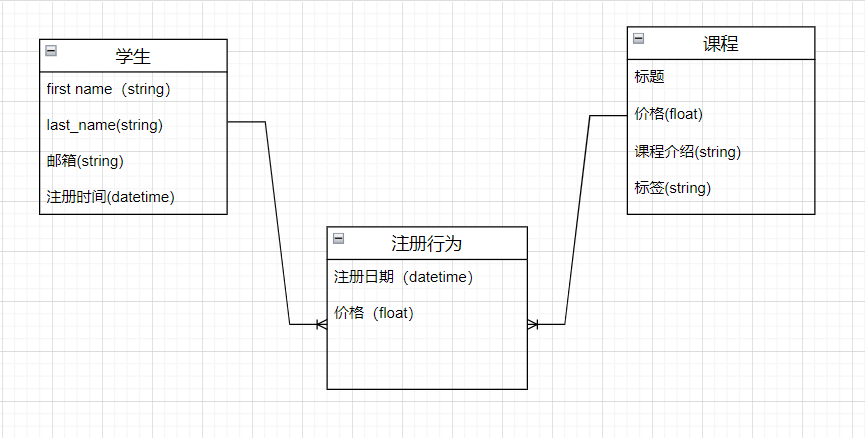 学生
first name（string）
last_name(string)
邮箱(string)
注册时间(datetime)
课程
标题
价格(float)
课程介绍(string)
标签(string)
注册行为
注册日期（datetime）
价格（float）